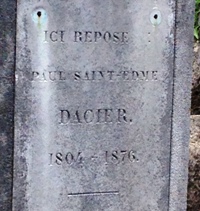 ICI REPOSE
PAUL SAINT-EDME
DACIER.
1804 - 1876.